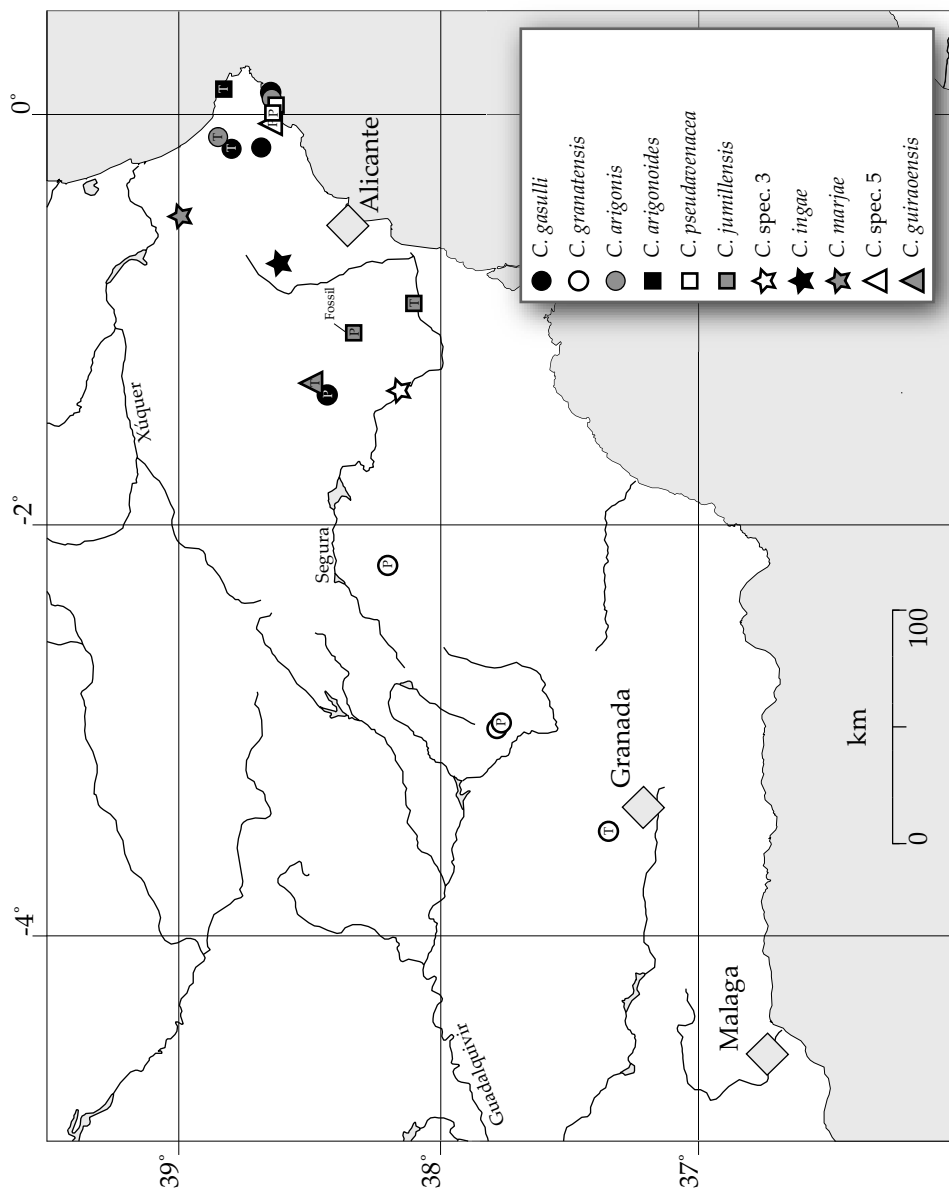 -4°
-2°
0°
39°
38°
37°
Xúquer
Segura
Guadalquivir
Fossil
Alicante
Granada
Malaga
T
T
T
P
P
T
P
P
T
P
P
T
km
0
100
C. gasulli
C. granatensis
C. arigonis
C. arigonoides
C. pseudavenacea
C. jumillensis
C. spec. 3
C. ingae
C. marjae
C. spec. 5
C. guiraoensis